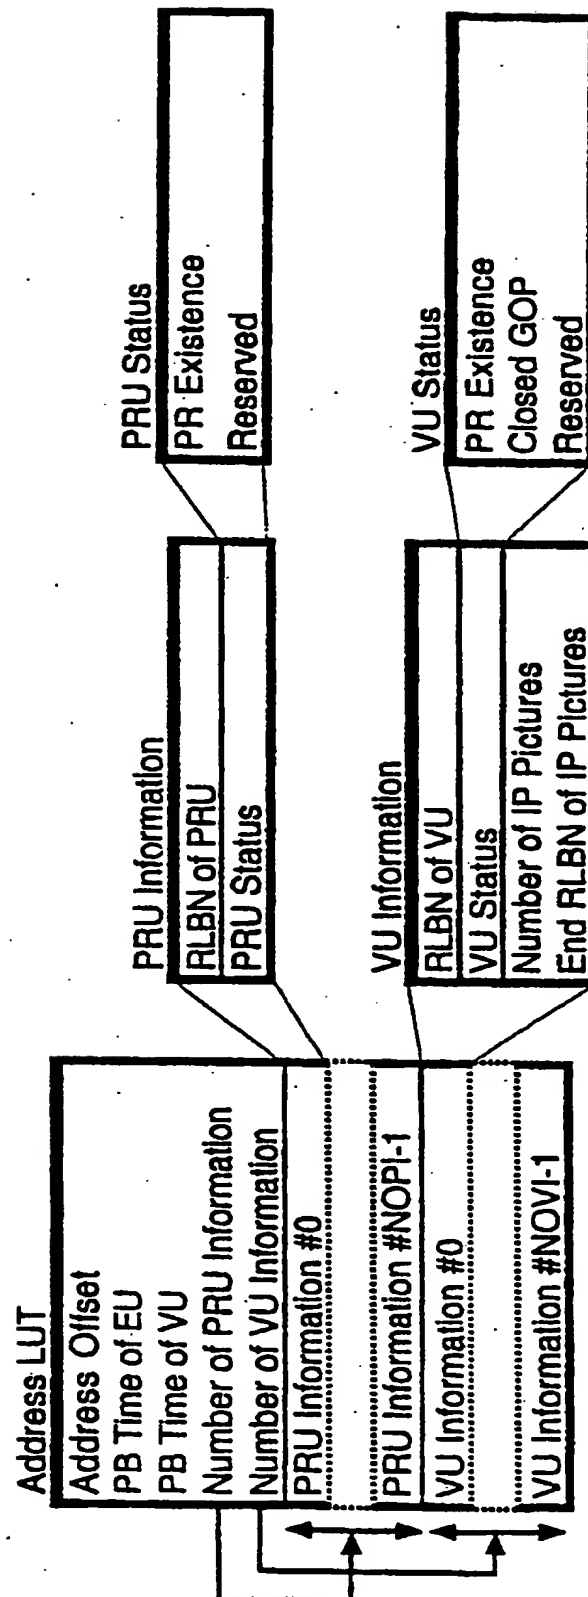 Address LUT
Address Offset
PB Time of EU
PB Time of VU
Number of PRU Information
Number of VU Information
PRU Information #0
PRU Information #NOPI-1
VU Information #0
VU Information #NOVI-1
PRU Information
RLBN of PRU
PRU Status
VU Information
RLBN of VU
VU Status
Number of IP Pictures
End RLBN of IP Pictures
PRU Status
PR Existence
Reserved
VU Status
PR Existence
Closed GOP
Reserved